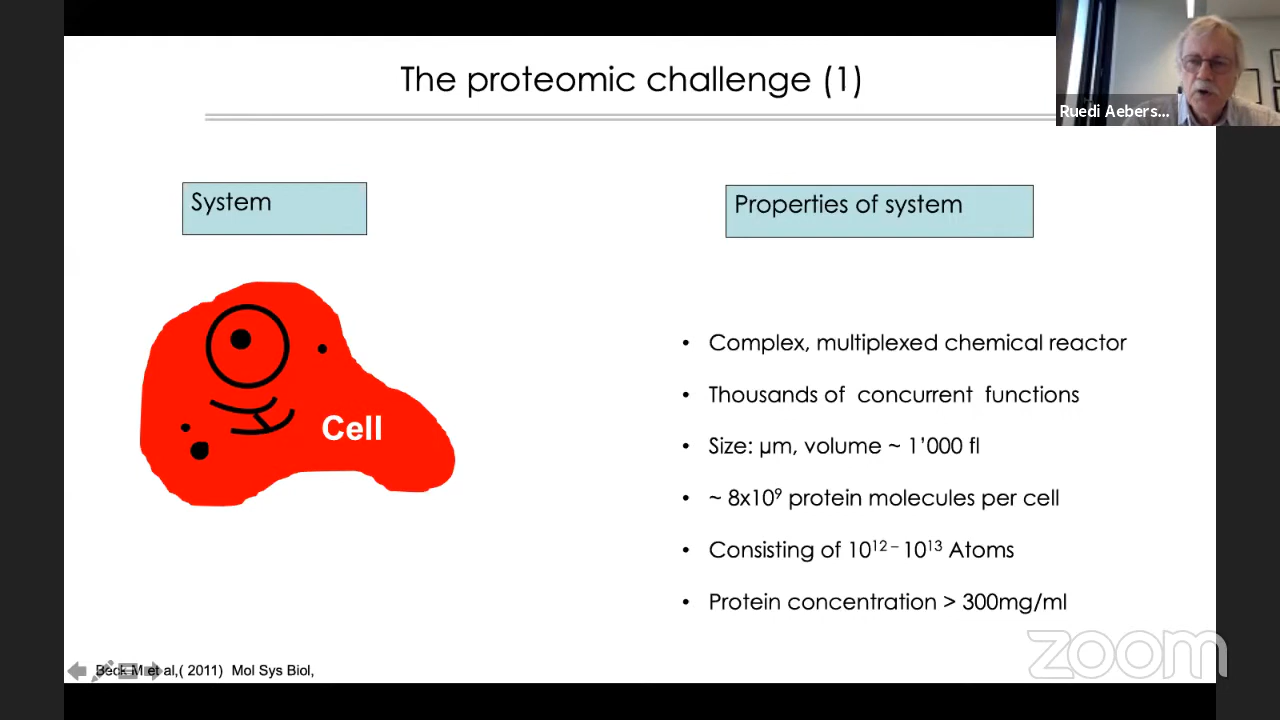 The proteomic challenge (1)
Ruedi Aebers...
System
Properties of system
Cell
• Complex, multiplexed chemical reactor
• Thousands of concurrent functions
• Size: µm, volume ~ 1’000 fl
• ~ 8x10⁹ protein molecules per cell
• Consisting of 10¹² – 10¹³ Atoms
• Protein concentration > 300mg/ml
Beck M et al,( 2011) Mol Sys Biol,
zoom